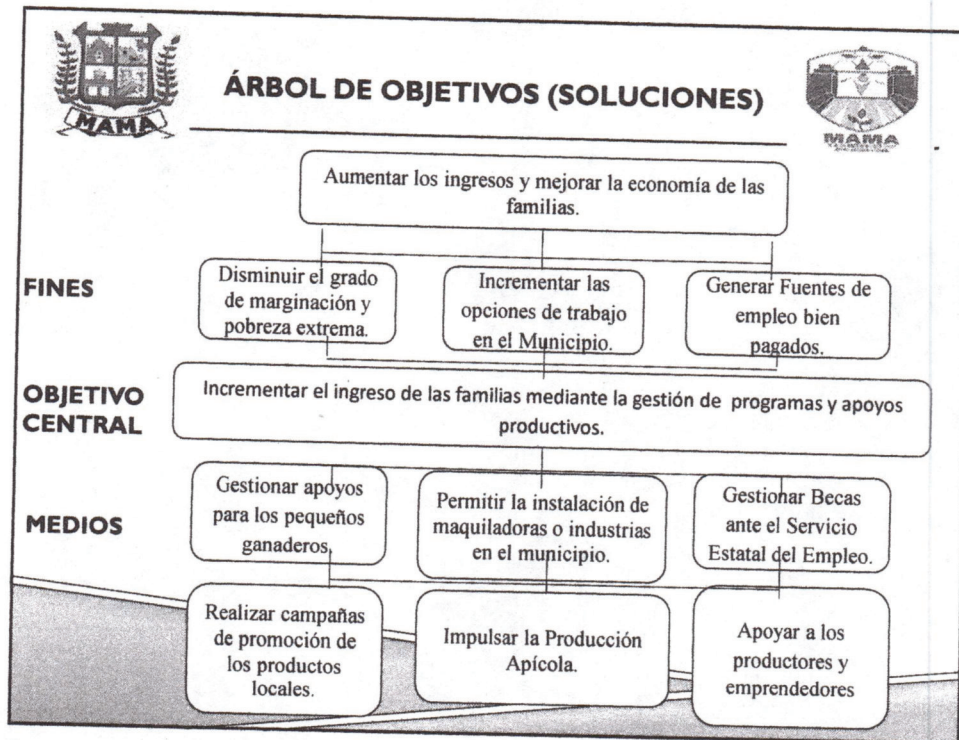 MAMA
ÁRBOL DE OBJETIVOS (SOLUCIONES)
MAMA
Aumentar los ingresos y mejorar la economía de las
familias.
FINES
Disminuir el grado
de marginación y
pobreza extrema.
Incrementar las
opciones de trabajo
en el Municipio.
Generar Fuentes de
empleo bien
pagados.
OBJETIVO
CENTRAL
Incrementar el ingreso de las familias mediante la gestión de programas y apoyos
productivos.
MEDIOS
Gestionar apoyos
para los pequeños
ganaderos
Permitir la instalación de
maquiladoras o industrias
en el municipio.
Gestionar Becas
ante el Servicio
Estatal del Empleo.
Realizar campañas
de promoción de
los productos
locales.
Impulsar la Producción
Apícola.
Apoyar a los
productores y
emprendedores